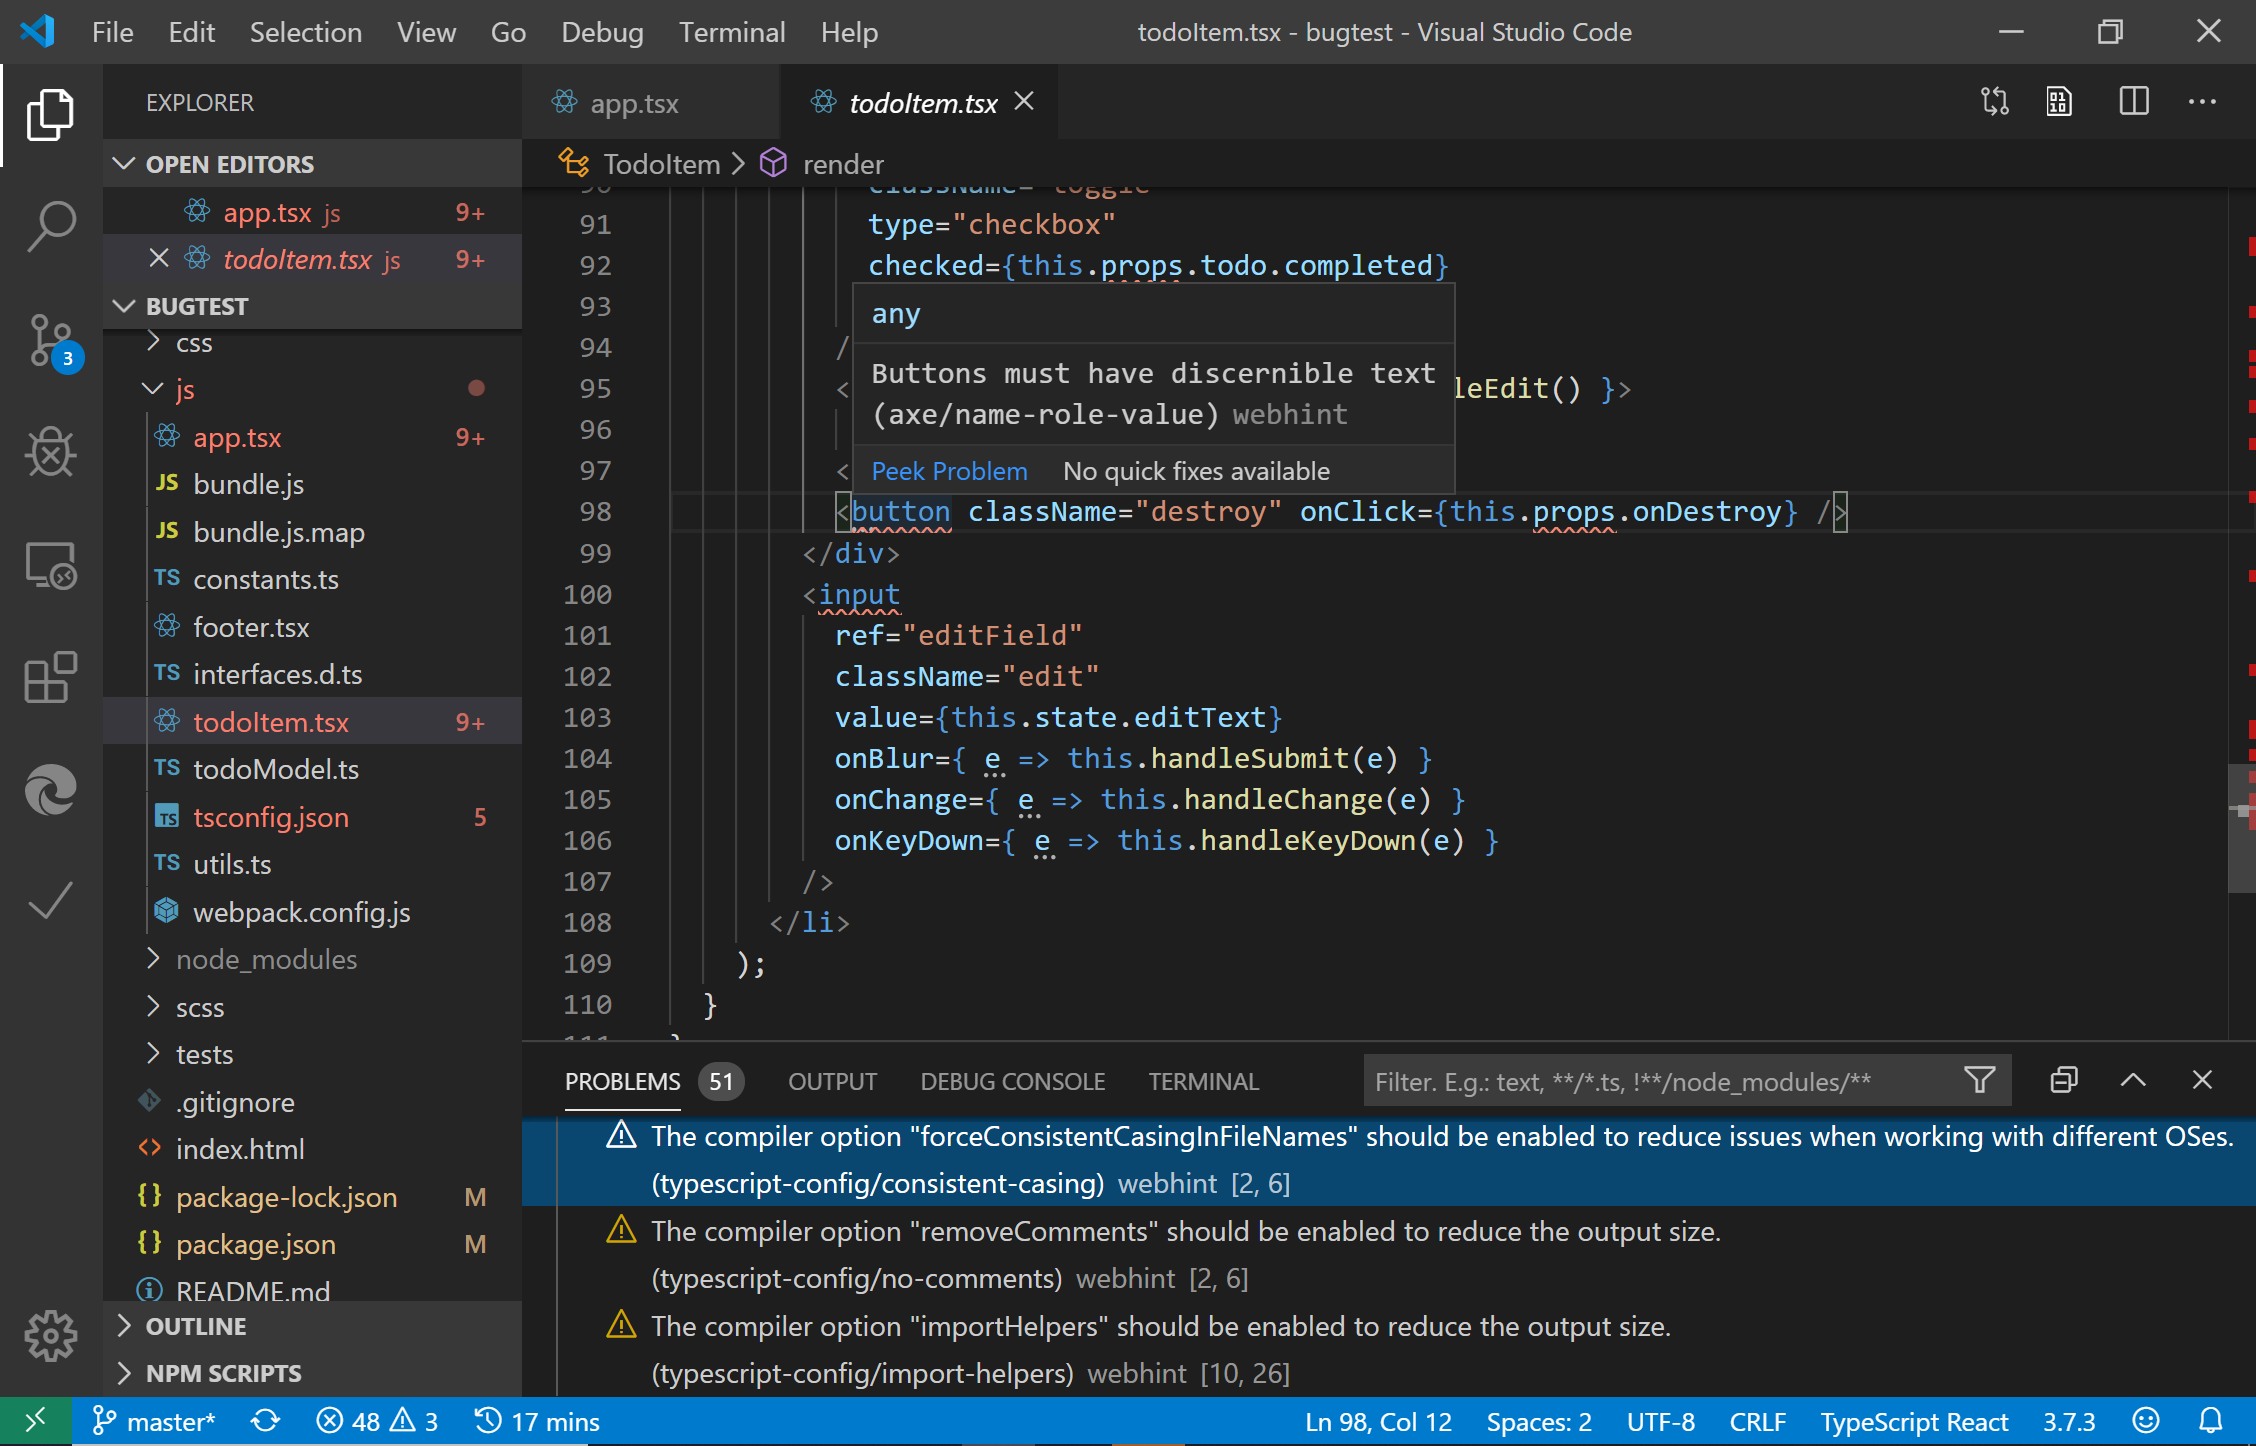 File Edit Selection View Go Debug Terminal Help
todoItem.tsx - bugtest - Visual Studio Code
EXPLORER
OPEN EDITORS
app.tsx js 9+
todoItem.tsx js 9+
BUGTEST
css
js
app.tsx 9+
JS bundle.js
JS bundle.js.map
TS constants.ts
footer.tsx
TS interfaces.d.ts
todoItem.tsx 9+
TS todoModel.ts
TS tsconfig.json 5
TS utils.ts
webpack.config.js
node_modules
scss
tests
.gitignore
<> index.html
{} package-lock.json M
{} package.json M
README.md
OUTLINE
NPM SCRIPTS
3
app.tsx
todoItem.tsx
TodoItem > render
90 className="toggle"
91 type="checkbox"
92 checked={this.props.todo.completed}
93
94 /
95 < leEdit() }>
96
97 <
any
Buttons must have discernible text
(axe/name-role-value) webhint
Peek Problem No quick fixes available
98 <button className="destroy" onClick={this.props.onDestroy} />
99 </div>
100 <input
101 ref="editField"
102 className="edit"
103 value={this.state.editText}
104 onBlur={ e => this.handleSubmit(e) }
105 onChange={ e => this.handleChange(e) }
106 onKeyDown={ e => this.handleKeyDown(e) }
107 />
108 </li>
109 );
110 }
111 }
PROBLEMS 51 OUTPUT DEBUG CONSOLE TERMINAL
Filter. E.g.: text, **/*.ts, !**/node_modules/**
The compiler option "forceConsistentCasingInFileNames" should be enabled to reduce issues when working with different OSes.
(typescript-config/consistent-casing) webhint [2, 6]
The compiler option "removeComments" should be enabled to reduce the output size.
(typescript-config/no-comments) webhint [2, 6]
The compiler option "importHelpers" should be enabled to reduce the output size.
(typescript-config/import-helpers) webhint [10, 26]
master* 48 3 17 mins
Ln 98, Col 12 Spaces: 2 UTF-8 CRLF TypeScript React 3.7.3